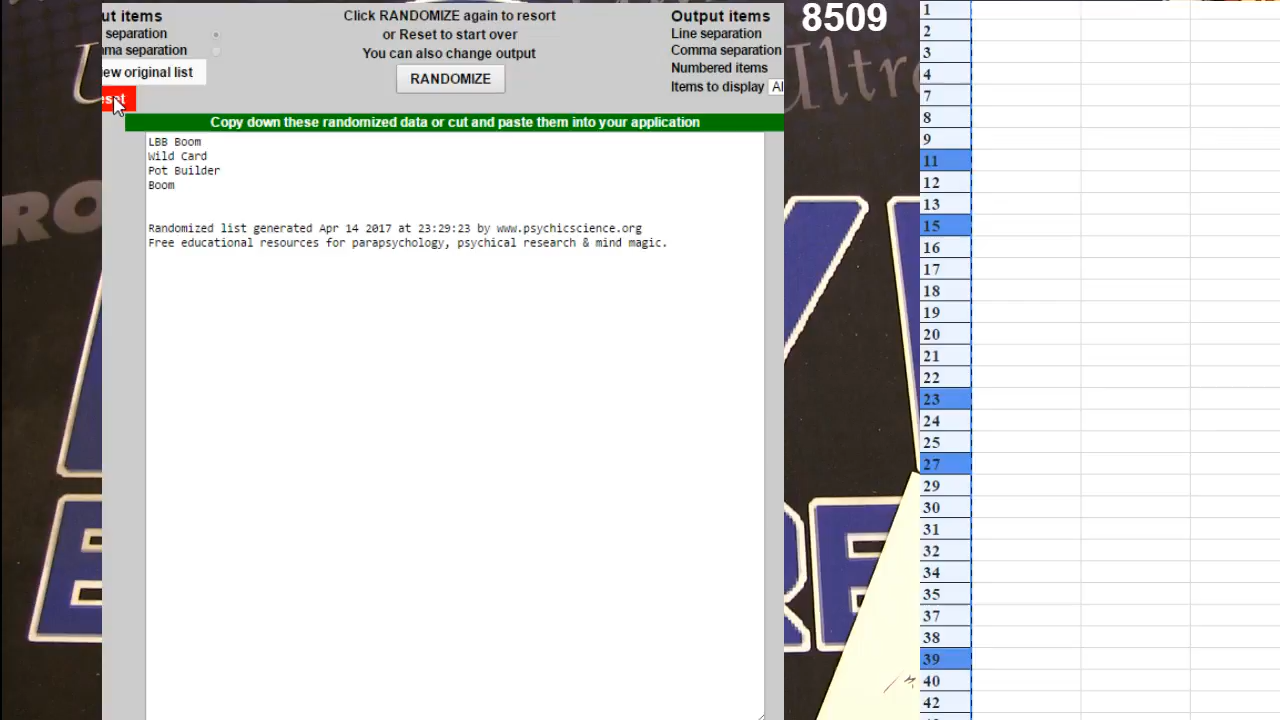 ut items
separation
nma separation
ew original list
set
Click RANDOMIZE again to resort
or Reset to start over
You can also change output
RANDOMIZE
Output items
Line separation
Comma separation
Numbered items
Items to display
Copy down these randomized data or cut and paste them into your application
LBB Boom
Wild Card
Pot Builder
Boom
Randomized list generated Apr 14 2017 at 23:29:23 by www.psychicscience.org
Free educational resources for parapsychology, psychical research & mind magic.
8509
1
2
3
4
7
8
9
11
12
13
15
16
17
18
19
20
21
22
23
24
25
27
29
30
31
32
34
35
37
38
39
40
42